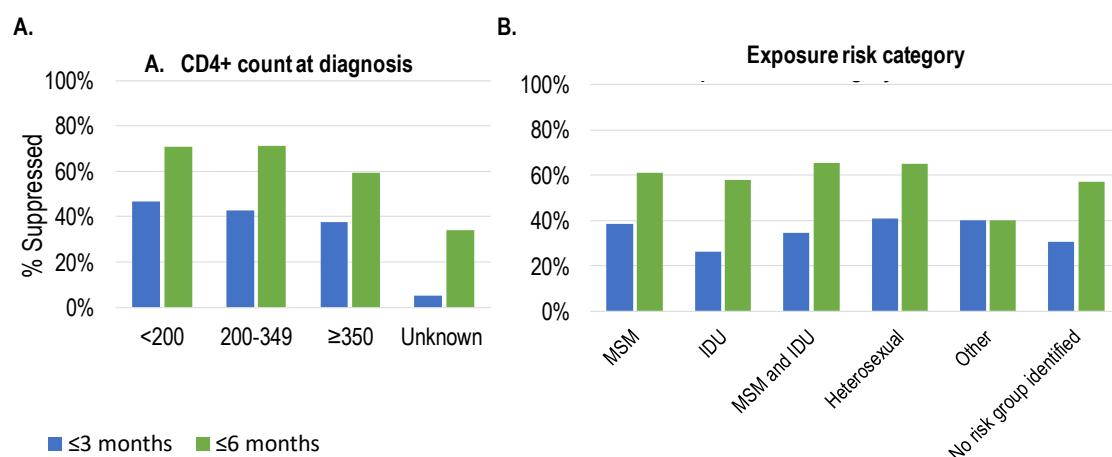 A.
B.
A. CD4+ count at diagnosis
Exposure risk category
% Suppressed
100%
80%
60%
40%
20%
0%
<200
200-349
≥350
Unknown
100%
80%
60%
40%
20%
0%
MSM
IDU
MSM and IDU
Heterosexual
Other
No risk group identified
≤3 months
≤6 months